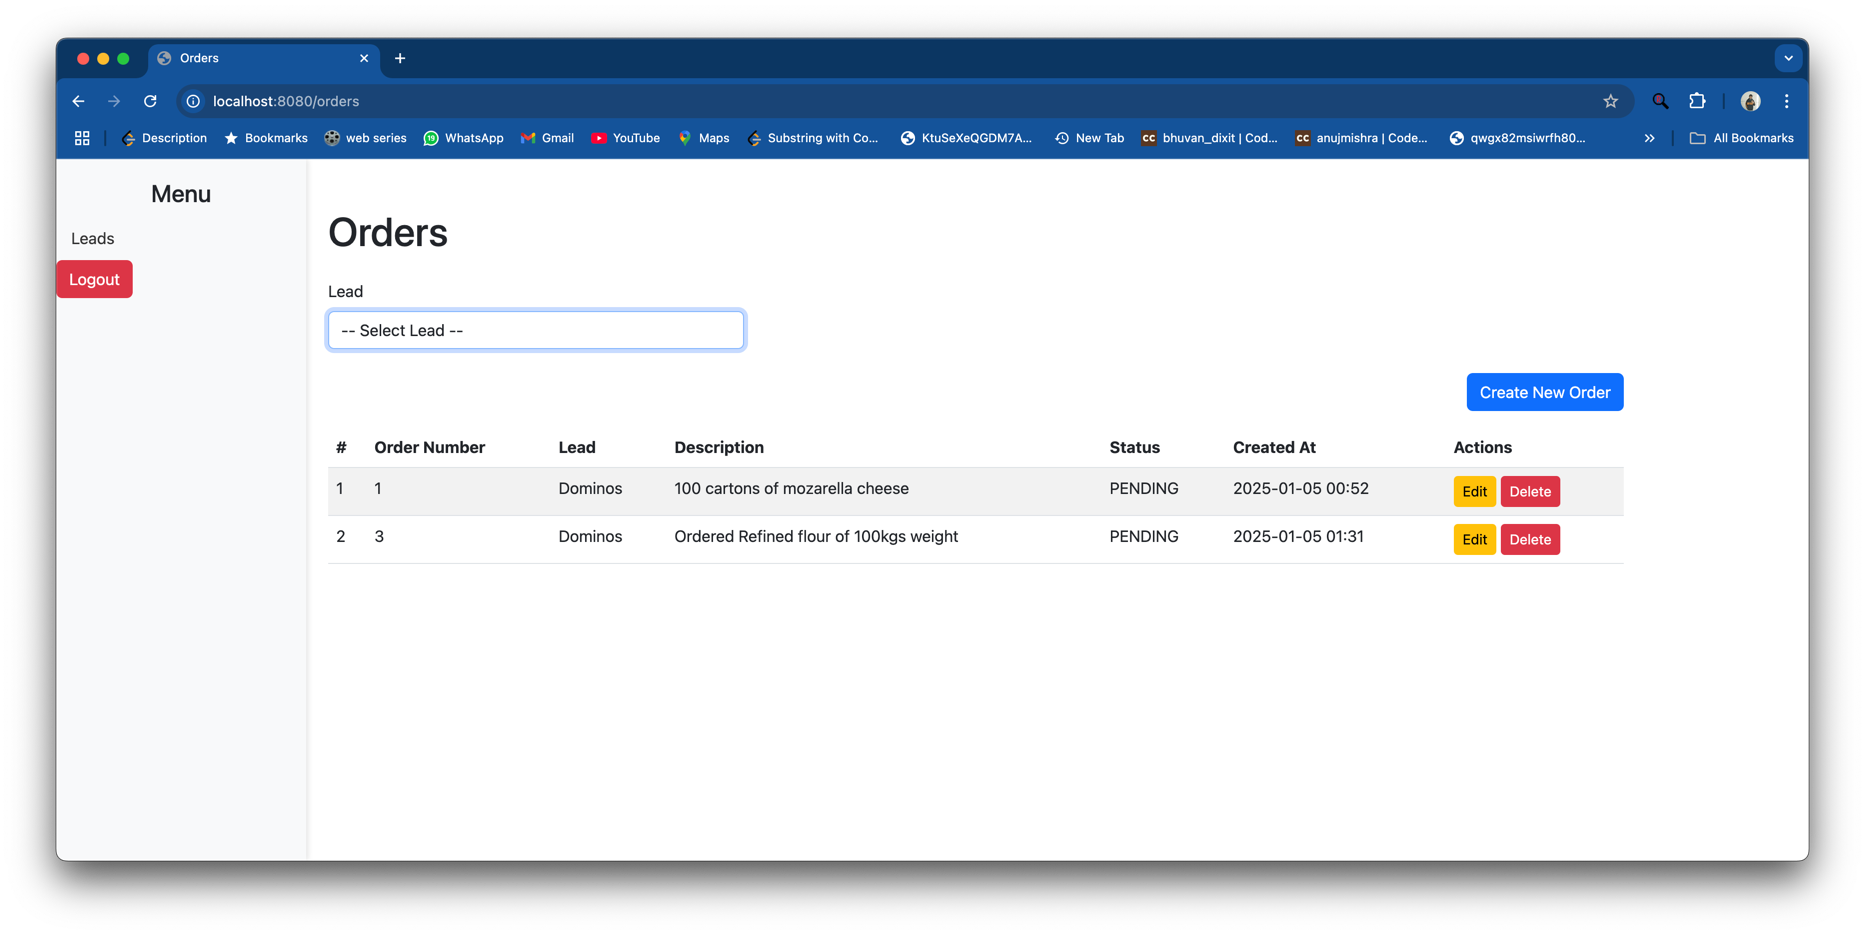 Orders
localhost:8080/orders
Description Bookmarks web series 19 WhatsApp Gmail YouTube Maps Substring with Co... KtuSeXeQGDM7A... New Tab CC bhuvan_dixit | Cod... CC anujmishra | Code... qwgx82msiwrfh80... All Bookmarks
Menu
Leads
Logout
Orders
Lead
-- Select Lead --
Create New Order
# Order Number Lead Description Status Created At Actions
1 1 Dominos 100 cartons of mozarella cheese PENDING 2025-01-05 00:52 Edit Delete
2 3 Dominos Ordered Refined flour of 100kgs weight PENDING 2025-01-05 01:31 Edit Delete